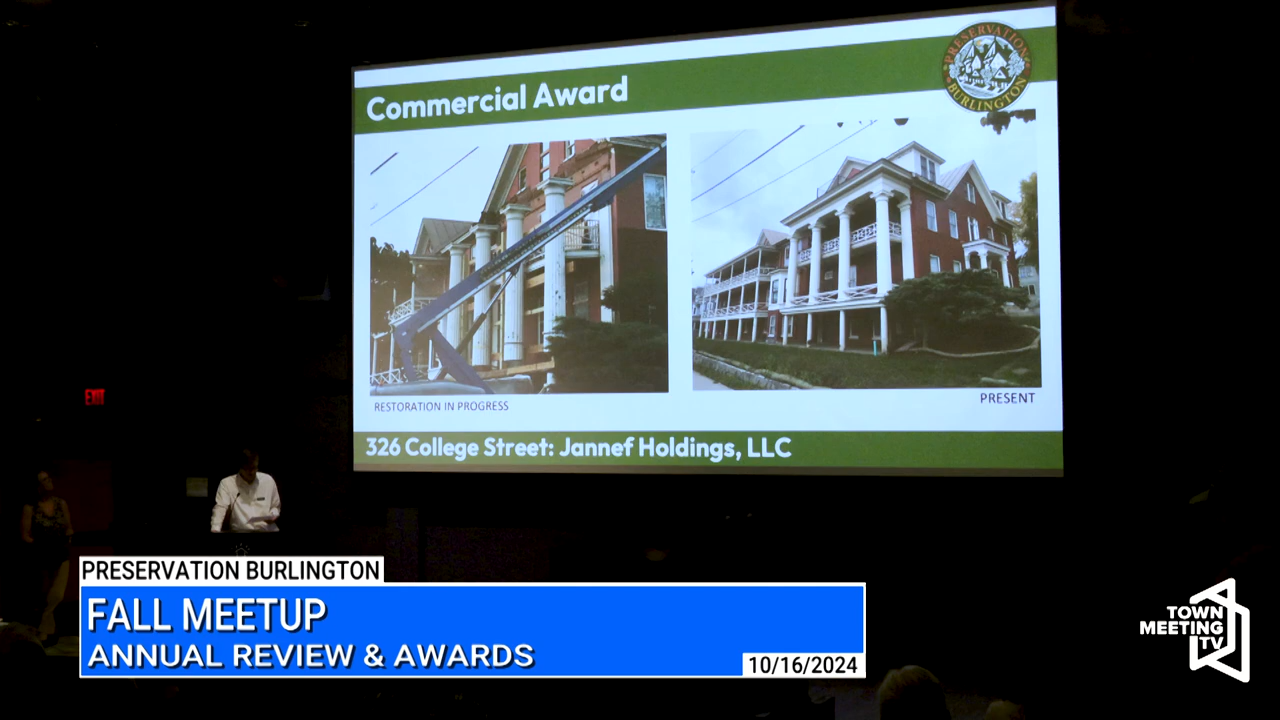 Commercial Award
PRESERVATION
BURLINGTON
RESTORATION IN PROGRESS
PRESENT
326 College Street: Jannef Holdings, LLC
EXIT
PRESERVATION BURLINGTON
FALL MEETUP
ANNUAL REVIEW & AWARDS
10/16/2024
TOWN
MEETING
TV